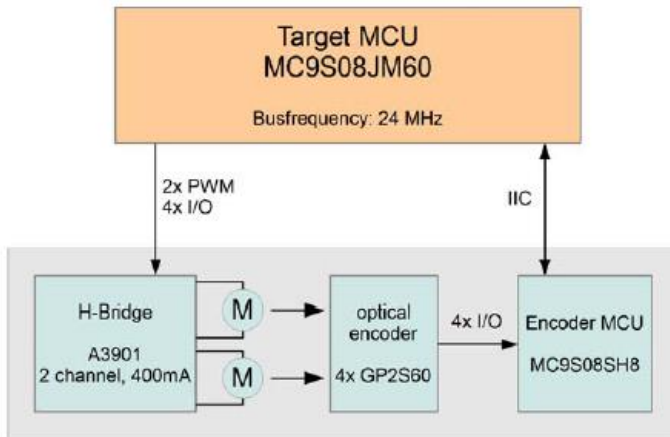 Target MCU
MC9S08JM60
Busfrequency: 24 MHz
2x PWM
4x I/O
IIC
H-Bridge
A3901
2 channel, 400mA
M
M
optical
encoder
4x GP2S60
4x I/O
Encoder MCU
MC9S08SH8